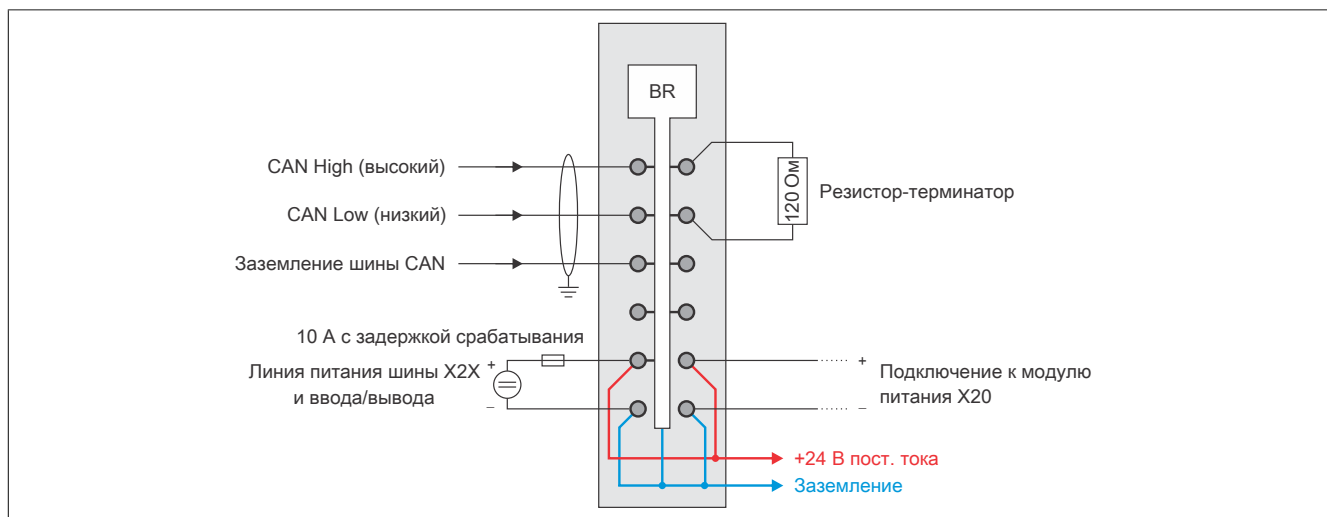 BR
CAN High (высокий)
CAN Low (низкий)
Заземление шины CAN
120 Ом
Резистор-терминатор
10 А с задержкой срабатывания
Линия питания шины X2X
и ввода/вывода
+
–
+
–
Подключение к модулю
питания X20
+24 В пост. тока
Заземление